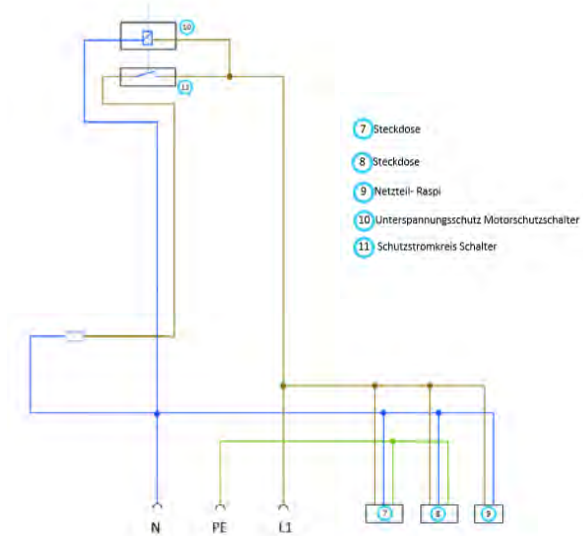 10
11
7 Steckdose
8 Steckdose
9 Netzteil- Raspi
10 Unterspannungsschutz Motorschutzschalter
11 Schutzstromkreis Schalter
7
8
9
N PE L1